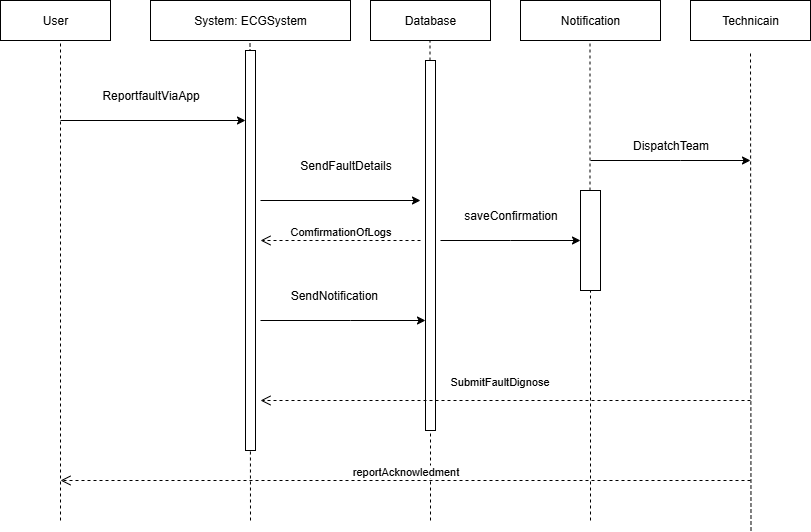 User
System: ECGSystem
Database
Notification
Technicain
ReportfaultViaApp
DispatchTeam
SendFaultDetails
saveConfirmation
ComfirmationOfLogs
SendNotification
SubmitFaultDignose
reportAcknowledment